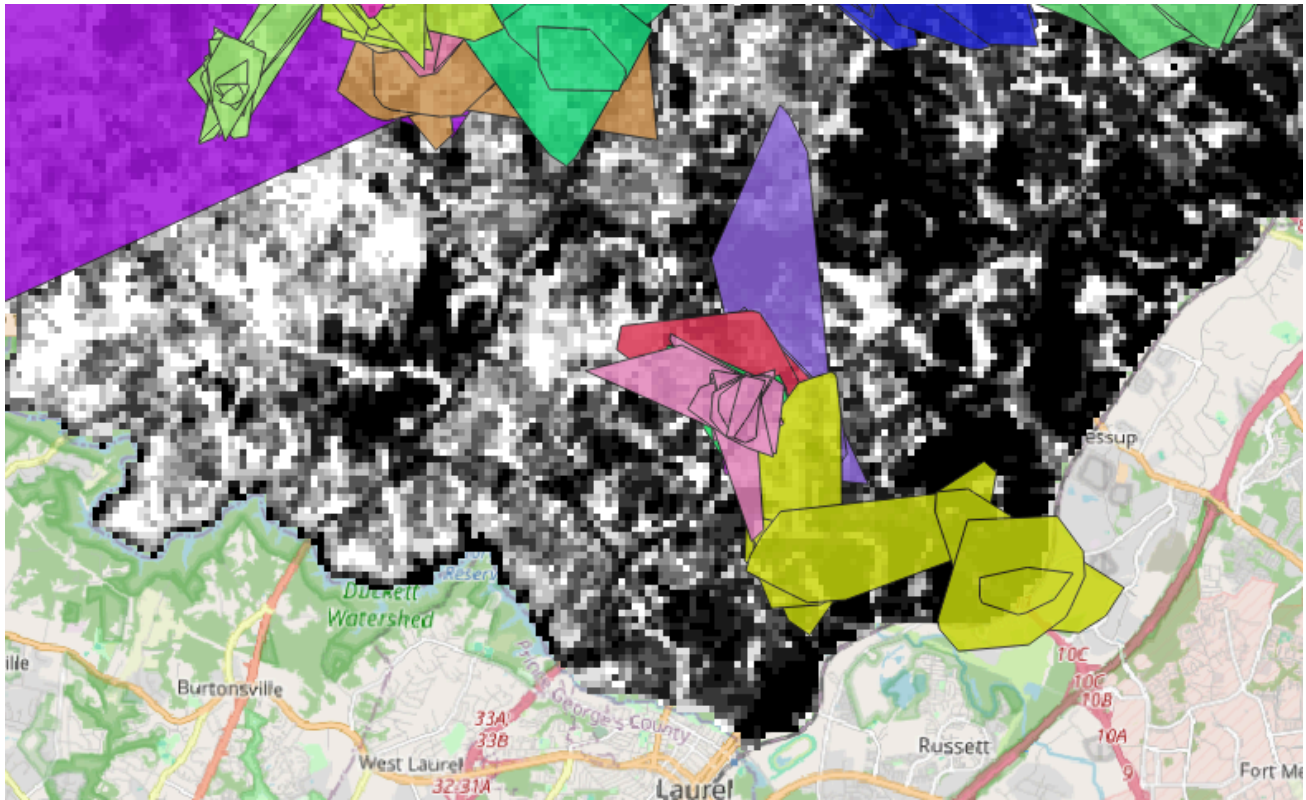 essup
Reserv
Duckett
Watershed
Prince George's County
10C
10C
10B
ille
Burtonsville
33A,
33B
10A
Russett
West Laurel
9
Fort Me
32-31A
Laurel